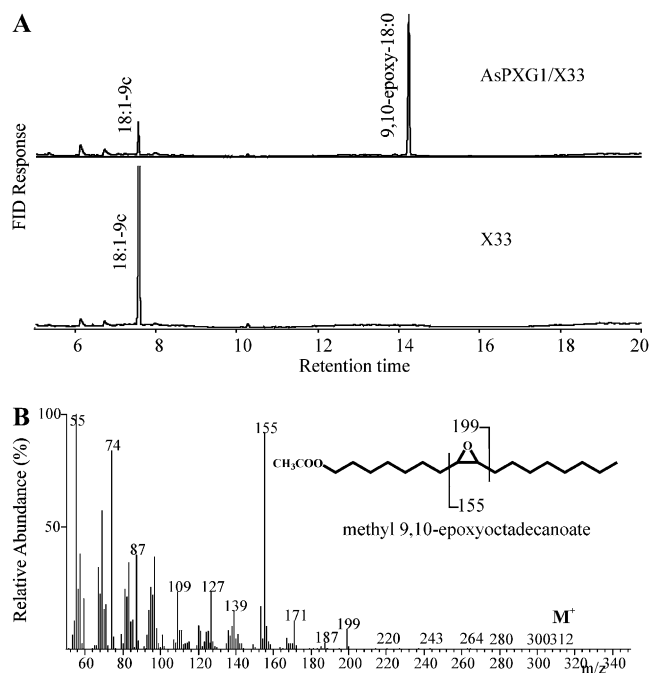 A
FID Response
18:1-9c
9,10-epoxy-18:0
AsPXG1/X33
18:1-9c
X33
6 8 10 12 14 16 18 20
Retention time
B
Relative Abundance (%)
100
50
55
74
87
109
127
139
155
171
187
199
220 243 264 280 300 312
M+
199
O
CH3COO
155
methyl 9,10-epoxyoctadecanoate
60 80 100 120 140 160 180 200 220 240 260 280 300 320 340
m/z